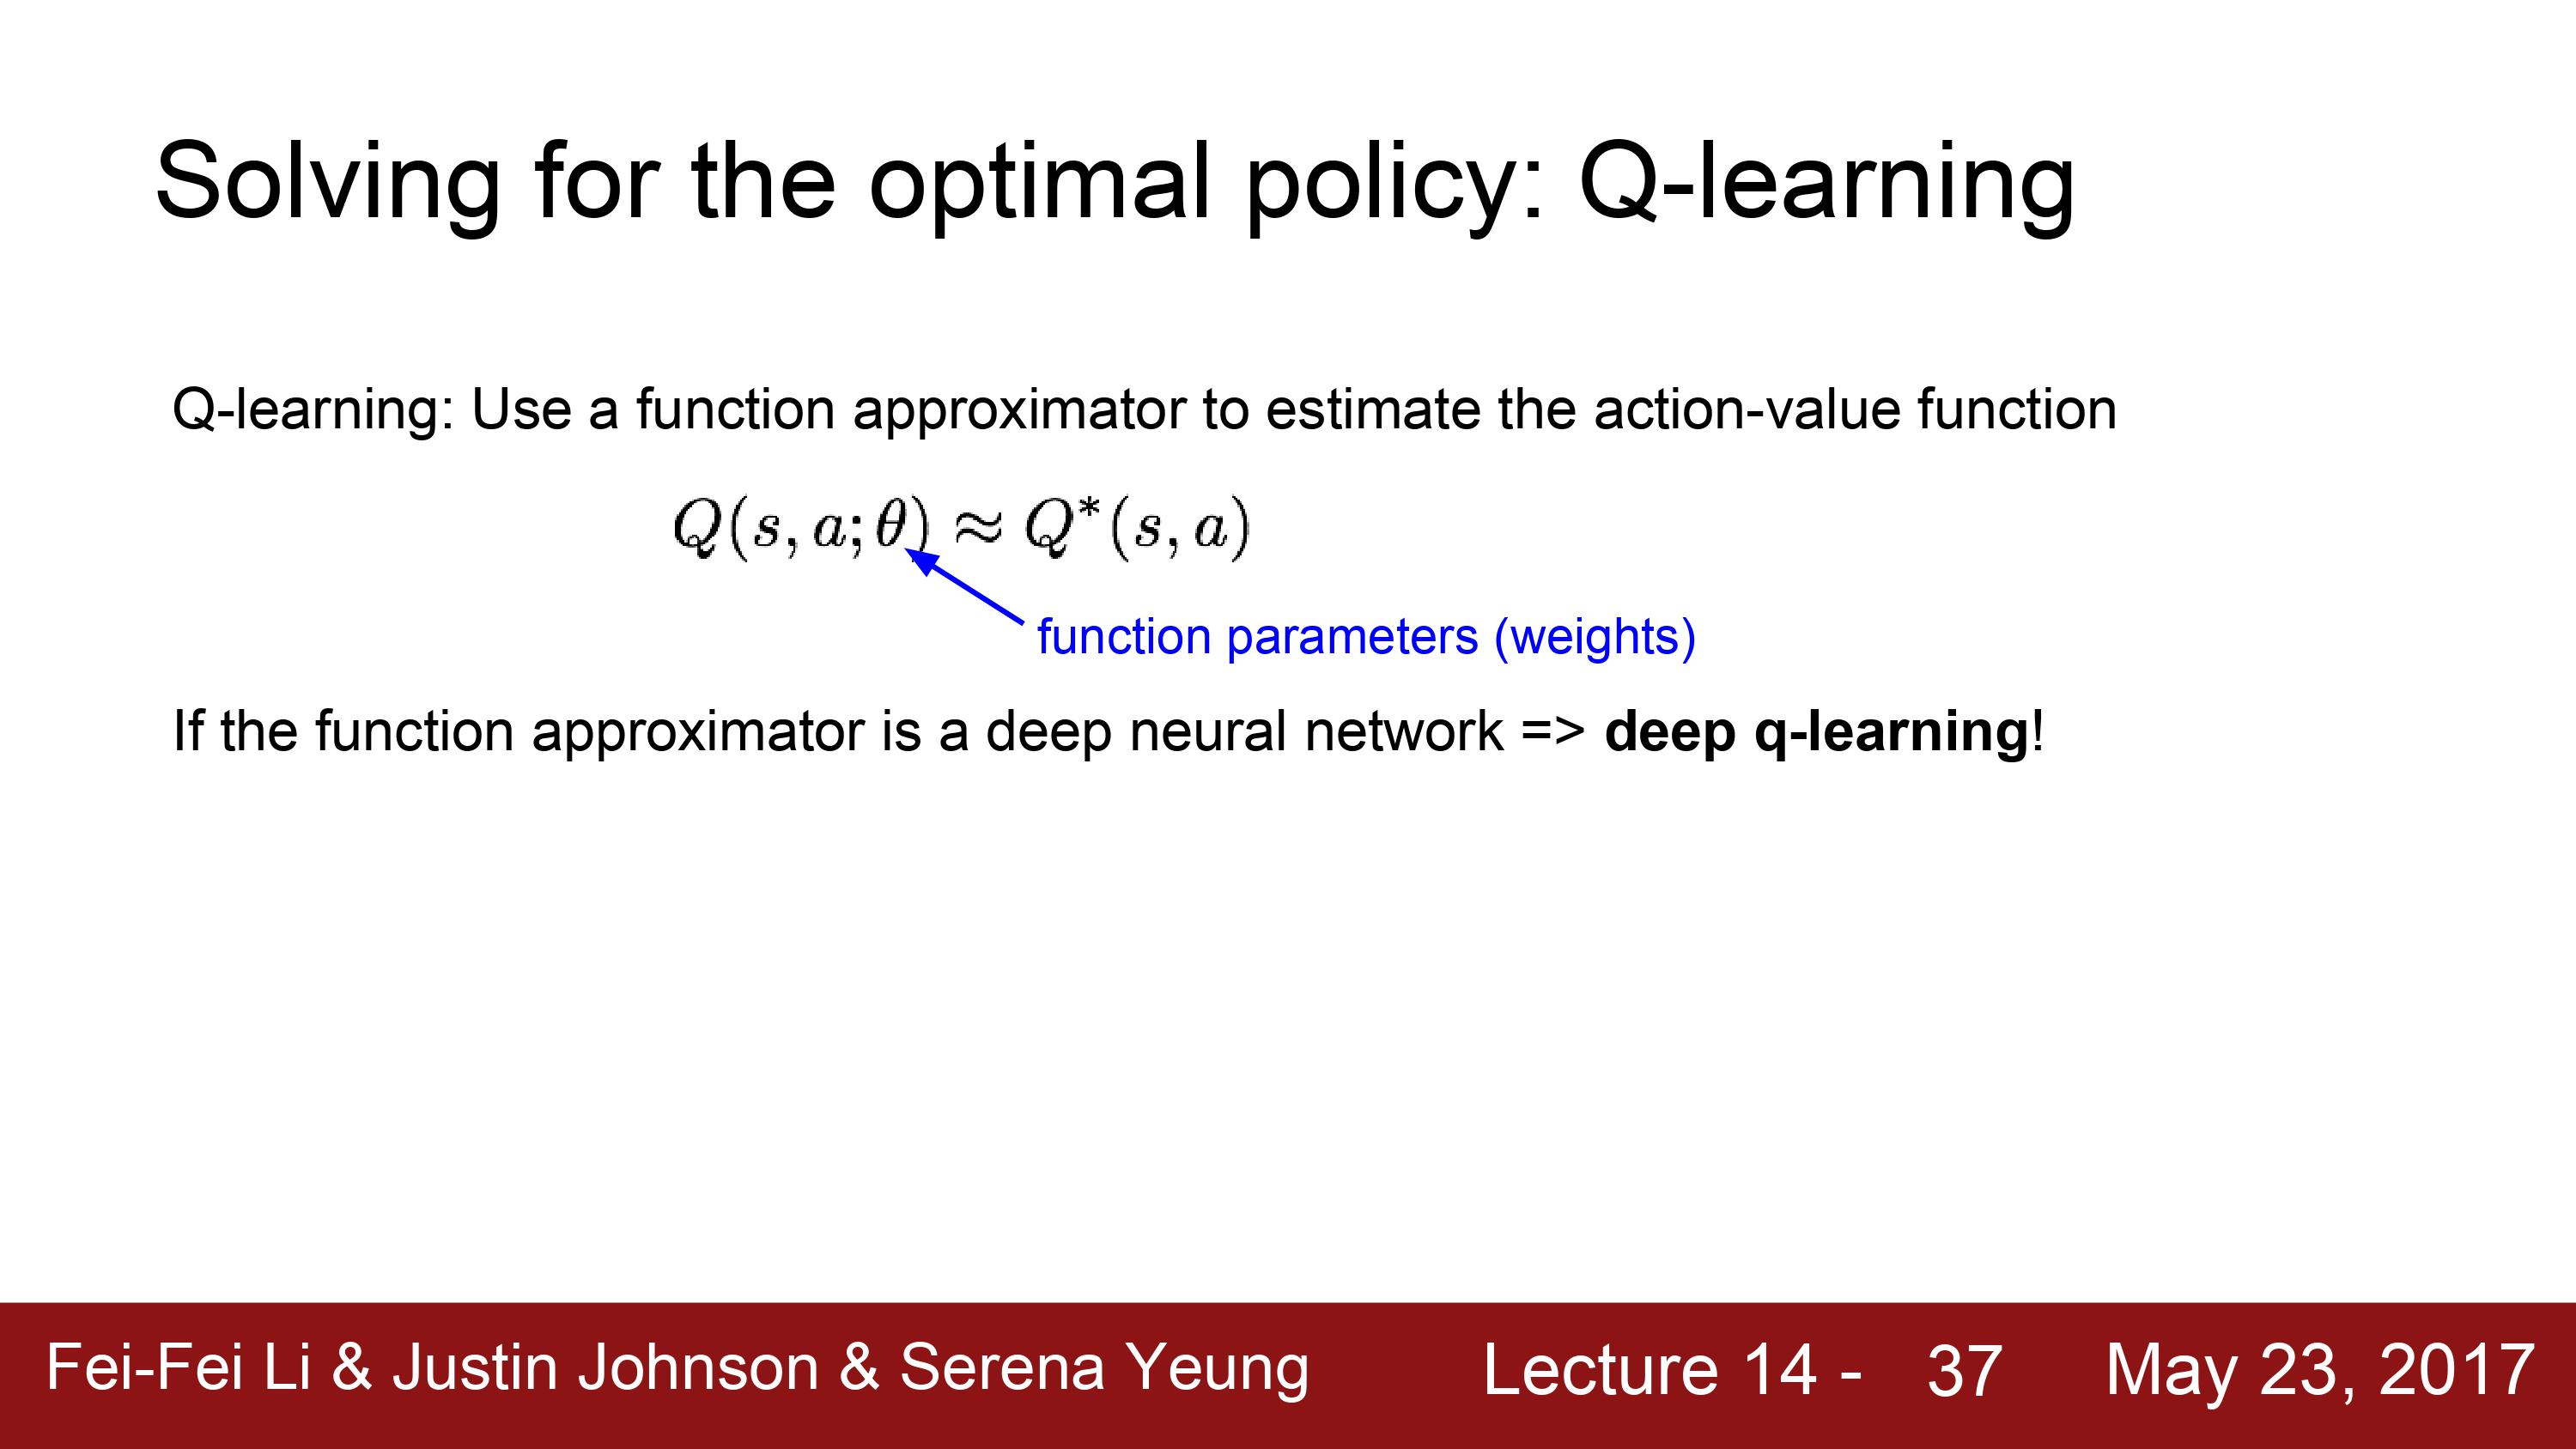 Solving for the optimal policy: Q-learning
Q-learning: Use a function approximator to estimate the action-value function
Q(s, a; θ) ≈ Q*(s, a)
function parameters (weights)
If the function approximator is a deep neural network => deep q-learning!
Fei-Fei Li & Justin Johnson & Serena Yeung Lecture 14 - 37 May 23, 2017